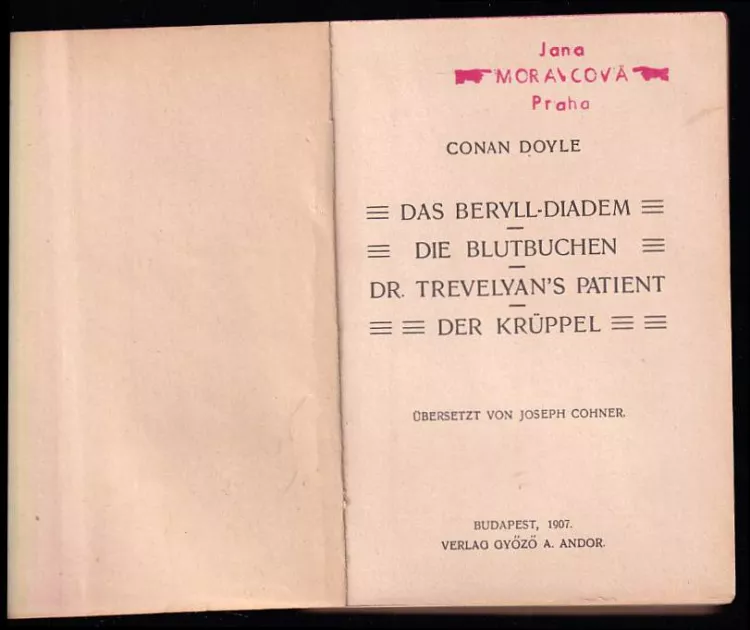 Jana
MORAVCOVÁ
Praha
CONAN DOYLE
DAS BERYLL-DIADEM
DIE BLUTBUCHEN
DR. TREVELYAN'S PATIENT
DER KRÜPPEL
ÜBERSETZT VON JOSEPH COHNER.
BUDAPEST, 1907.
VERLAG GYŐZŐ A. ANDOR.